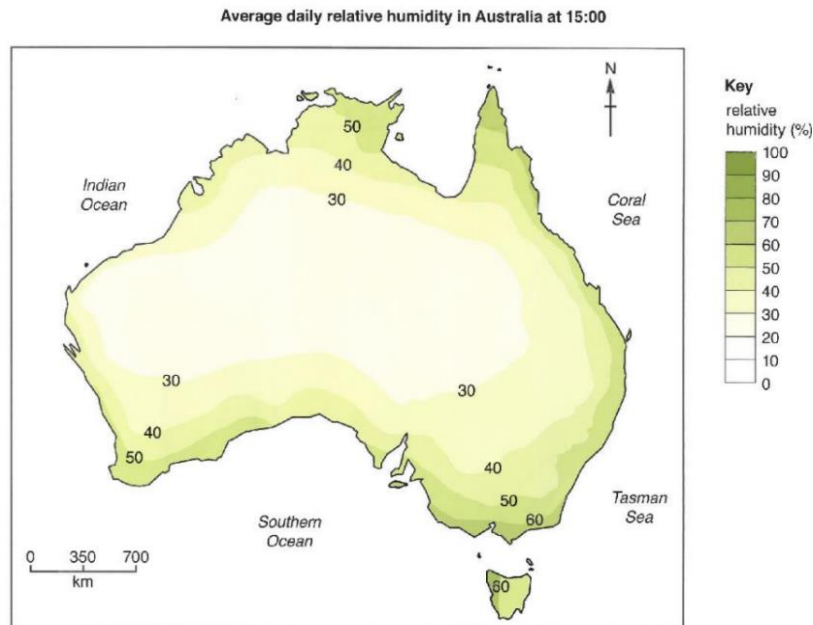 Average daily relative humidity in Australia at 15:00
N
Key
relative
humidity (%)
100
90
80
70
60
50
40
30
20
10
0
50
40
30
Indian
Ocean
Coral
Sea
30
30
40
50
40
50
60
Tasman
Sea
Southern
Ocean
0 350 700
km
60